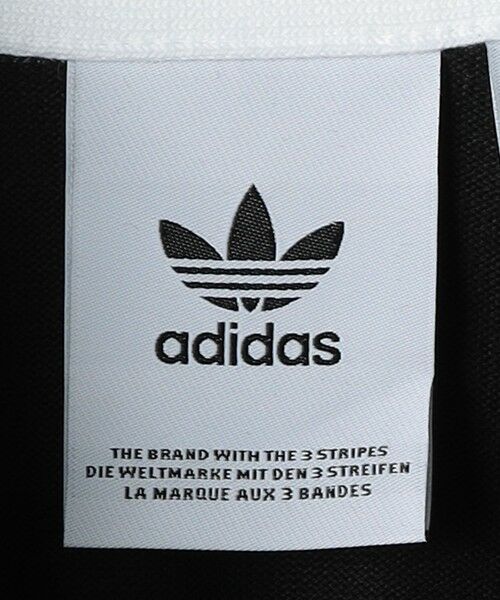 adidas
THE BRAND WITH THE 3 STRIPES
DIE WELTMARKE MIT DEN 3 STREIFEN
LA MARQUE AUX 3 BANDES